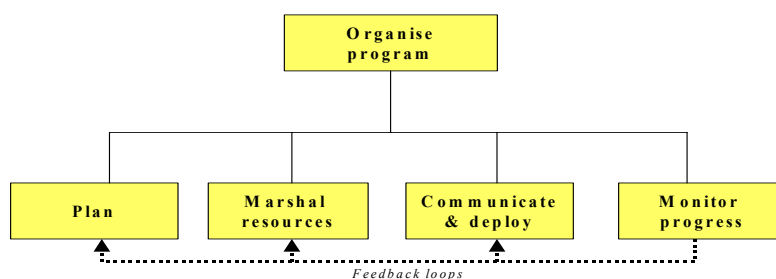 Organise
program
Plan
Marshal
resources
Communicate
& deploy
Monitor
progress
Feedback loops